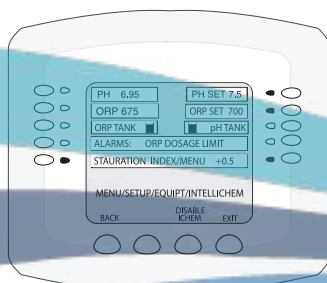 PH 6.95 PH SET 7.5
ORP 675 ORP SET 700
ORP TANK pH TANK
ALARMS: ORP DOSAGE LIMIT
STAURATION INDEX/MENU +0.5
MENU/SETUP/EQUIPT/INTELLICHEM
BACK DISABLE ICHEM EXIT